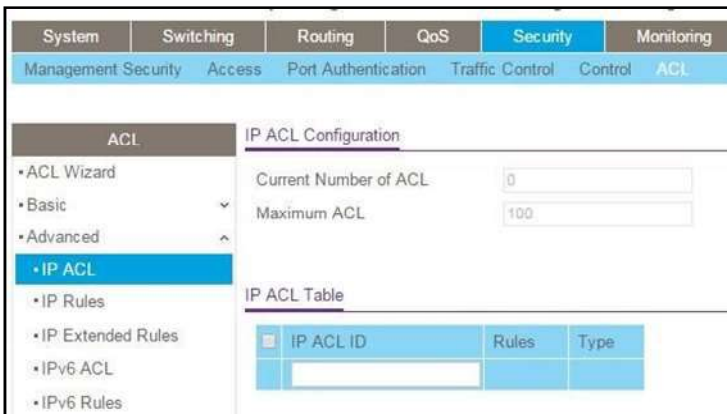 System Switching Routing QoS Security Monitoring
Management Security Access Port Authentication Traffic Control Control ACL
ACL
ACL Wizard
Basic
Advanced
IP ACL
IP Rules
IP Extended Rules
IPv6 ACL
IPv6 Rules
IP ACL Configuration
Current Number of ACL 0
Maximum ACL 100
IP ACL Table
IP ACL ID Rules Type